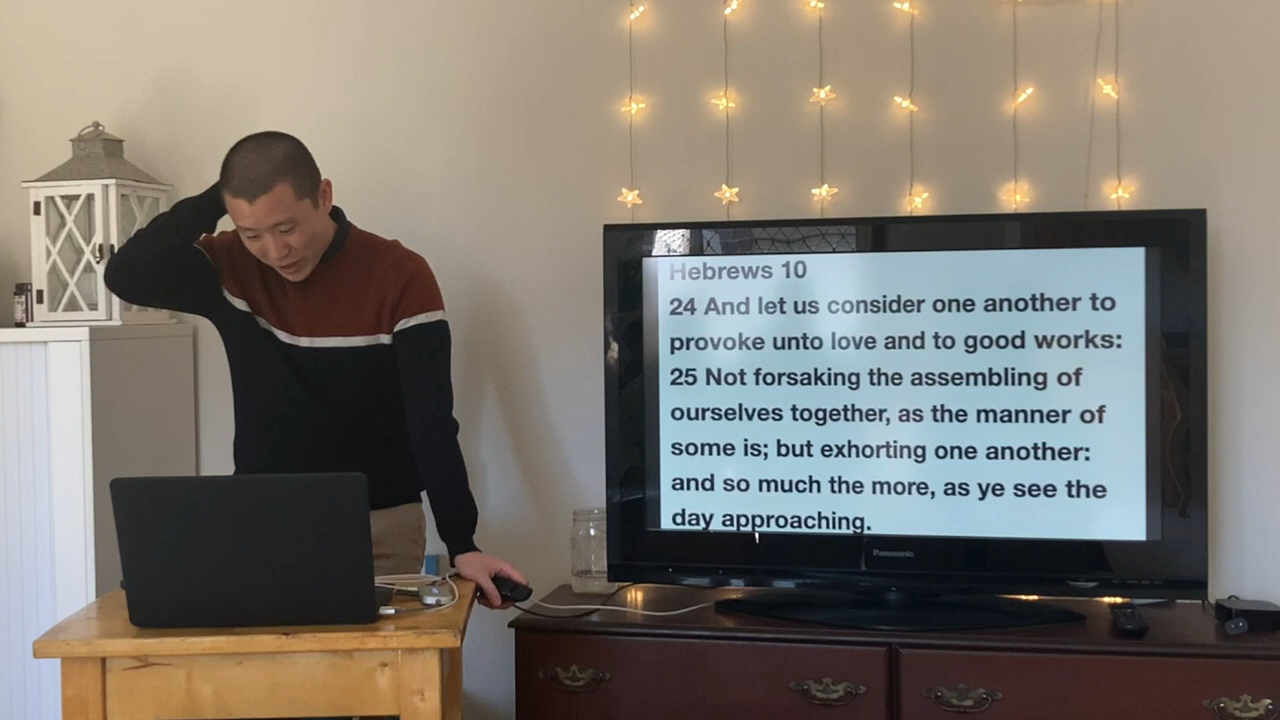 Hebrews 10
24 And let us consider one another to
provoke unto love and to good works:
25 Not forsaking the assembling of
ourselves together, as the manner of
some is; but exhorting one another:
and so much the more, as ye see the
day approaching.
Panasonic